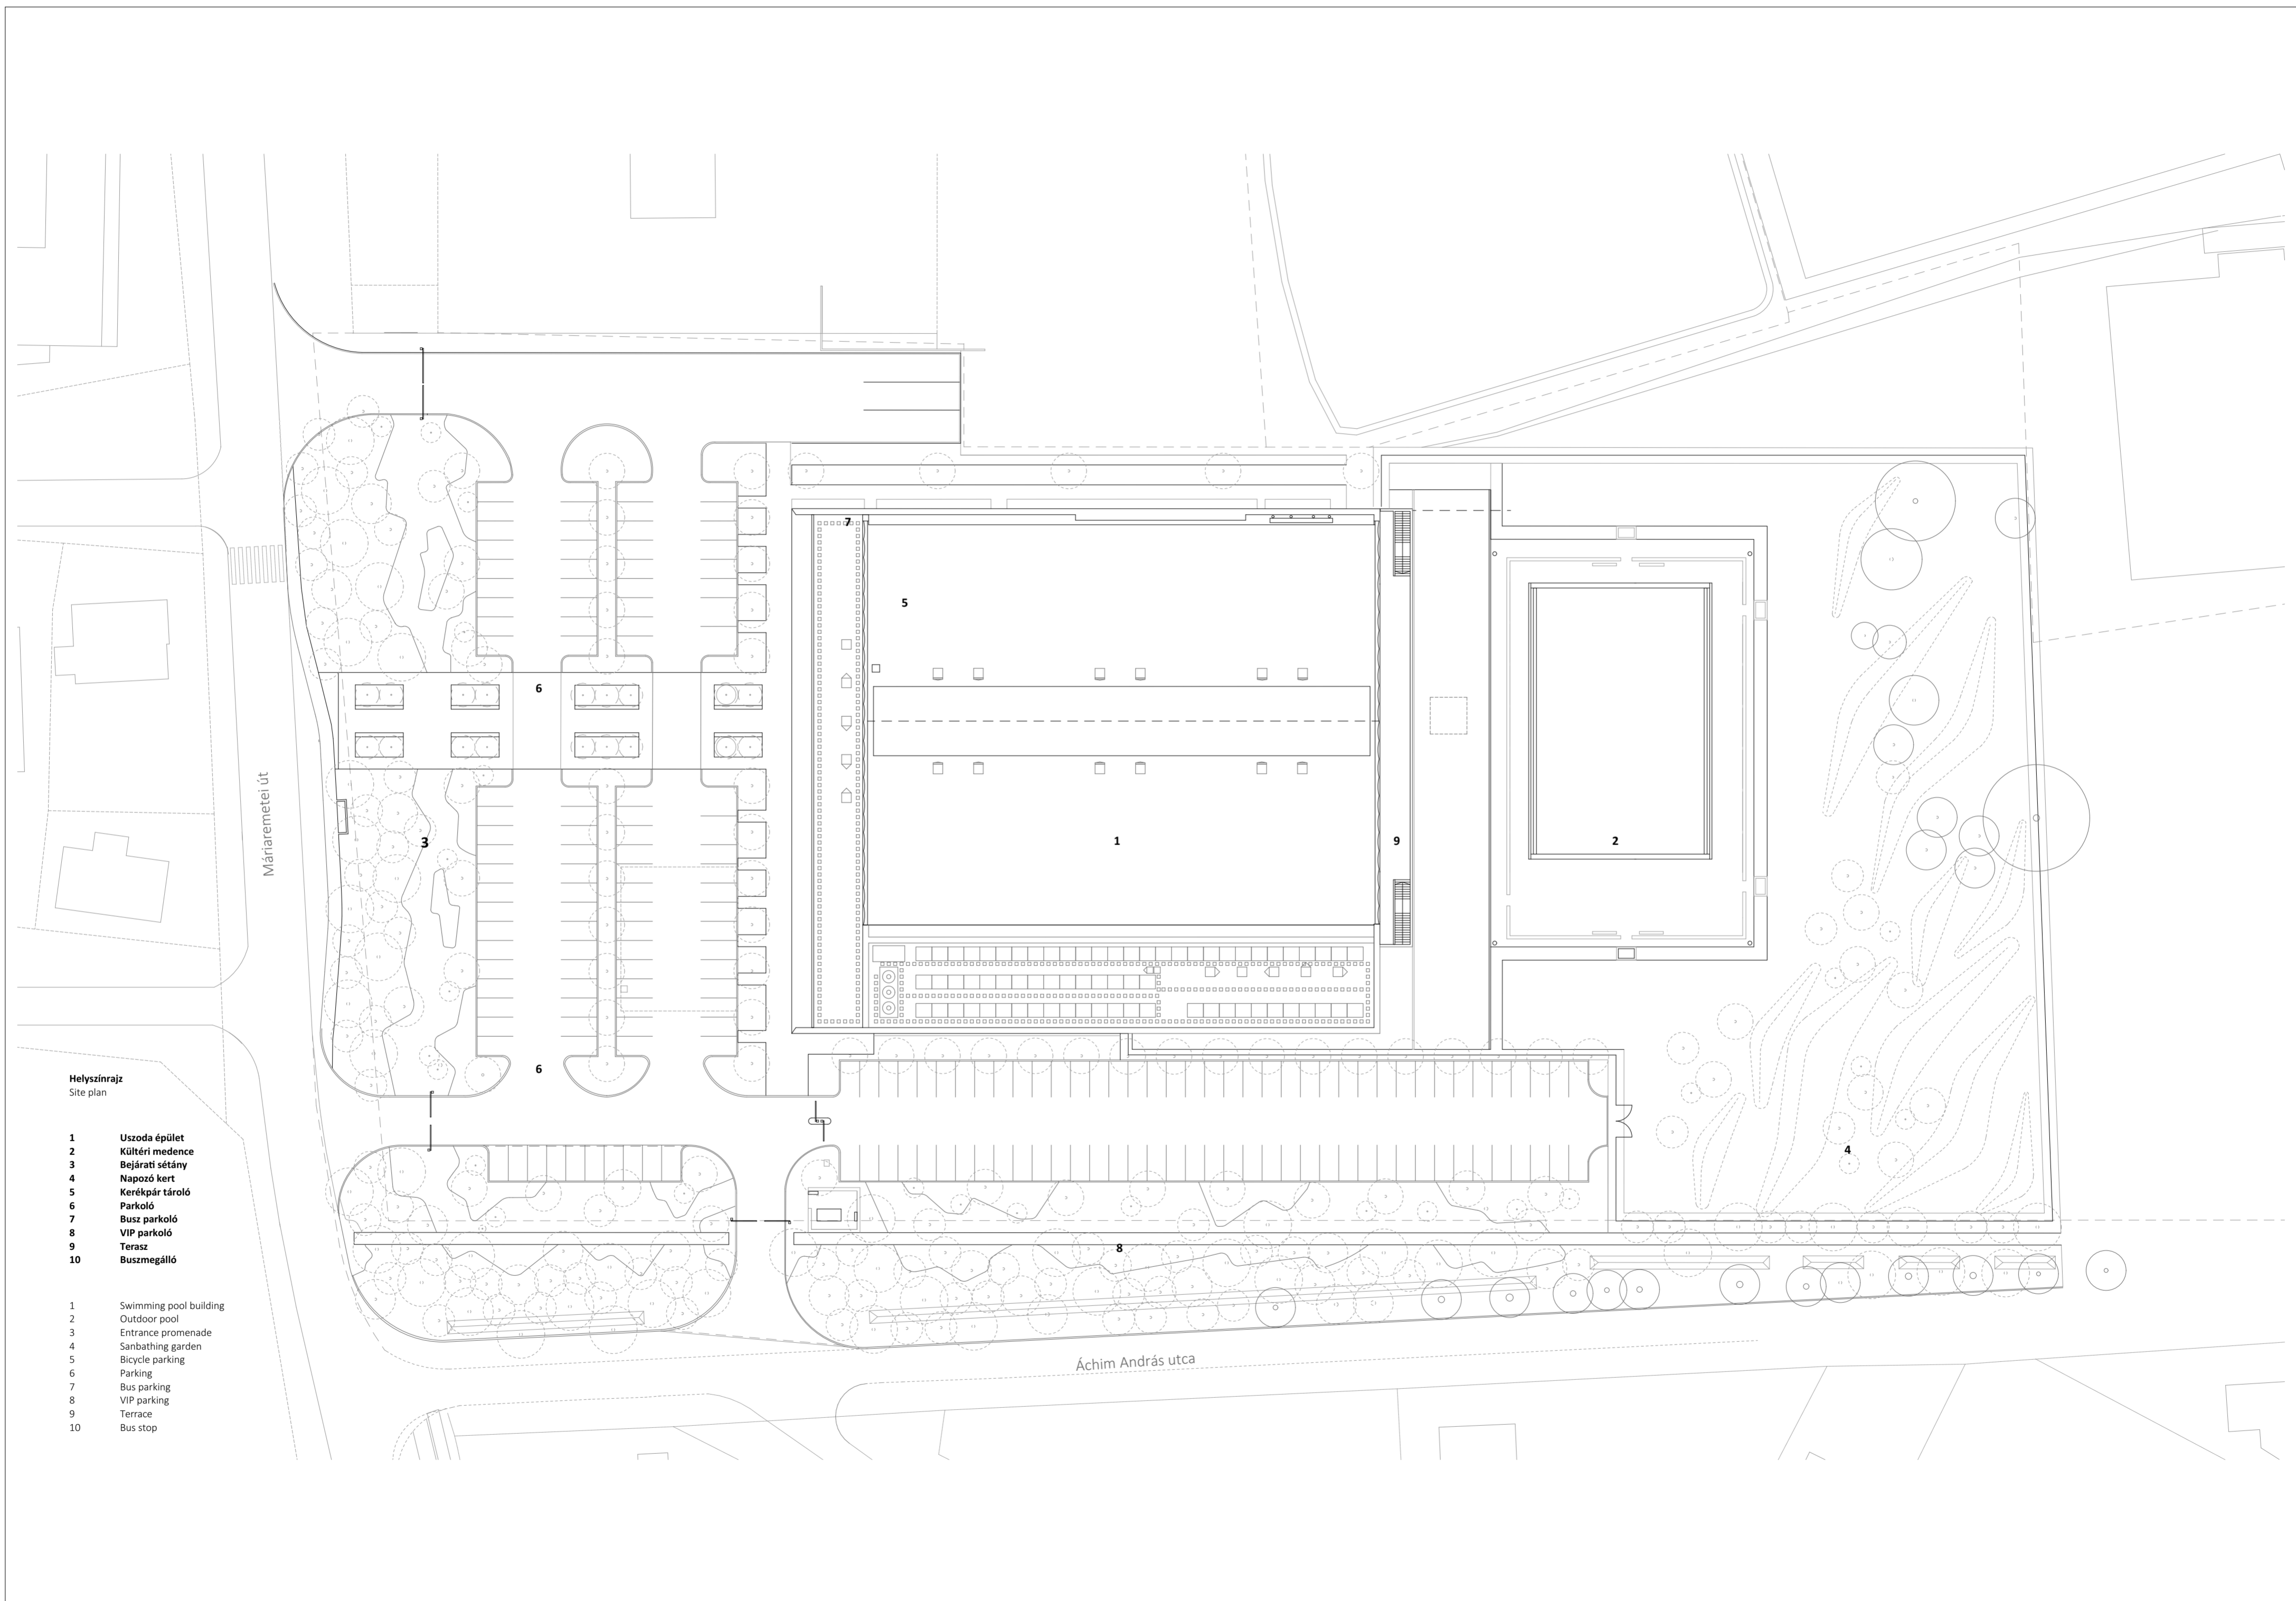 7
5
6
1
9
2
3
Máriaremetei út
6
4
8
Áchim András utca
Helyszínrajz
Site plan
1 Uszoda épület
2 Kültéri medence
3 Bejárati sétány
4 Napozó kert
5 Kerékpár tároló
6 Parkoló
7 Busz parkoló
8 VIP parkoló
9 Terasz
10 Buszmegálló
1 Swimming pool building
2 Outdoor pool
3 Entrance promenade
4 Sanbathing garden
5 Bicycle parking
6 Parking
7 Bus parking
8 VIP parking
9 Terrace
10 Bus stop